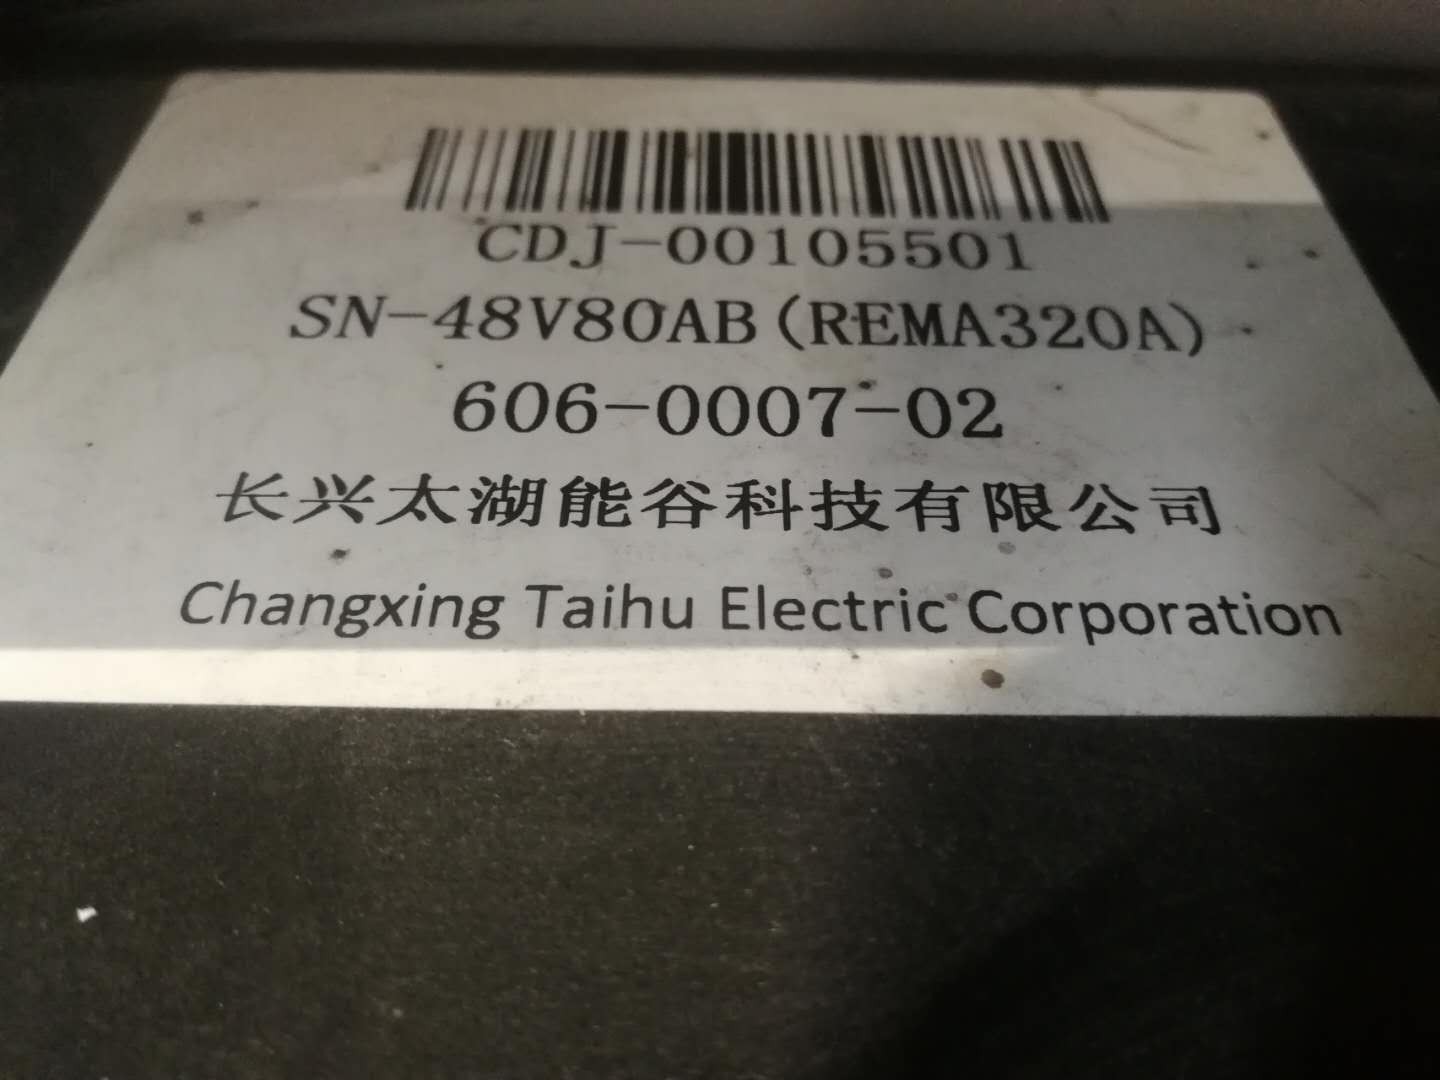 CDJ-00105501
SN-48V80AB(REMA320A)
606-0007-02
长兴太湖能谷科技有限公司
Changxing Taihu Electric Corporation